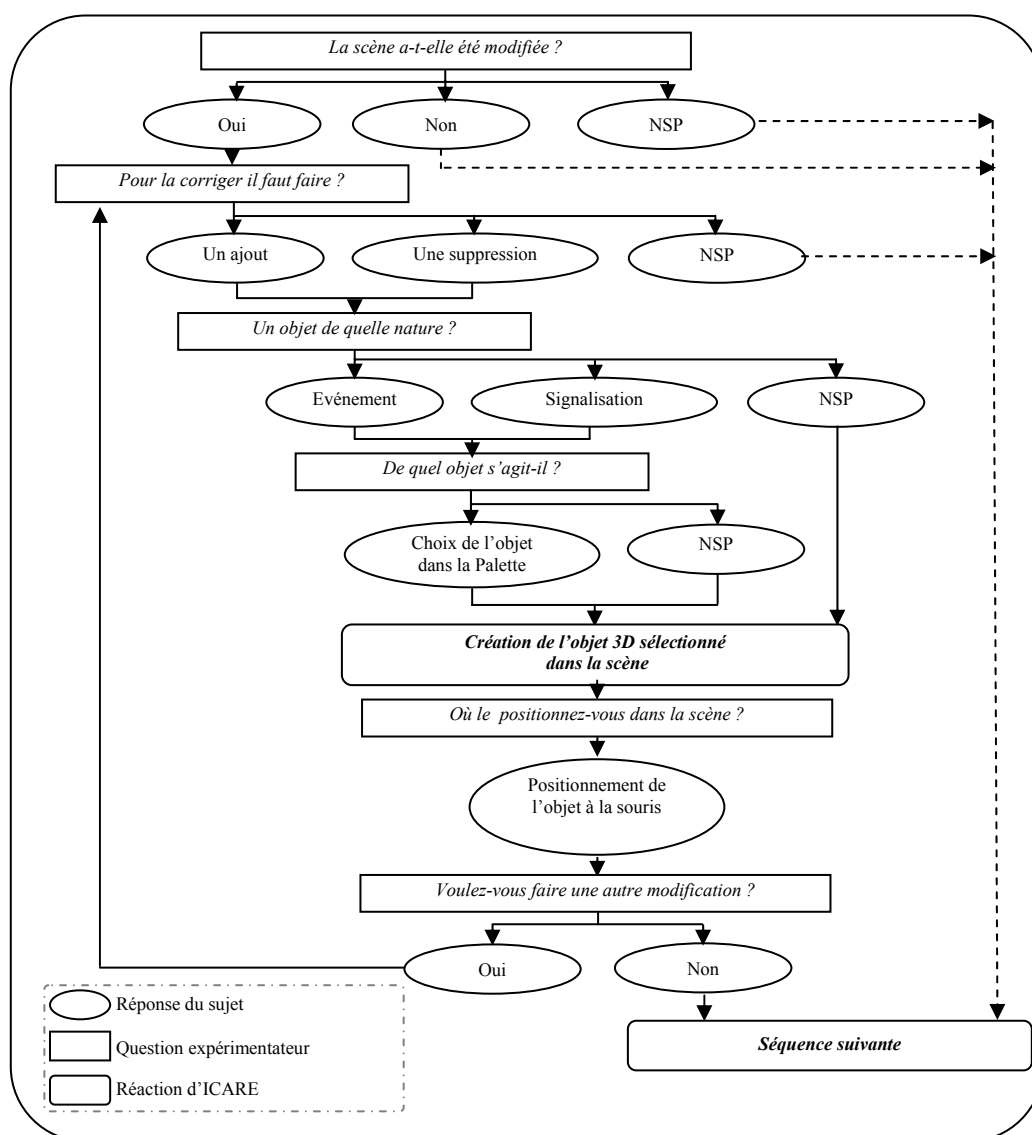 La scène a-t-elle été modifiée ?
Oui
Non
NSP
Pour la corriger il faut faire ?
Un ajout
Une suppression
NSP
Un objet de quelle nature ?
Evénement
Signalisation
NSP
De quel objet s’agit-il ?
Choix de l’objet
dans la Palette
NSP
Création de l’objet 3D sélectionné
dans la scène
Où le positionnez-vous dans la scène ?
Positionnement de
l’objet à la souris
Voulez-vous faire une autre modification ?
Oui
Non
Réponse du sujet
Question expérimentateur
Réaction d’ICARE
Séquence suivante